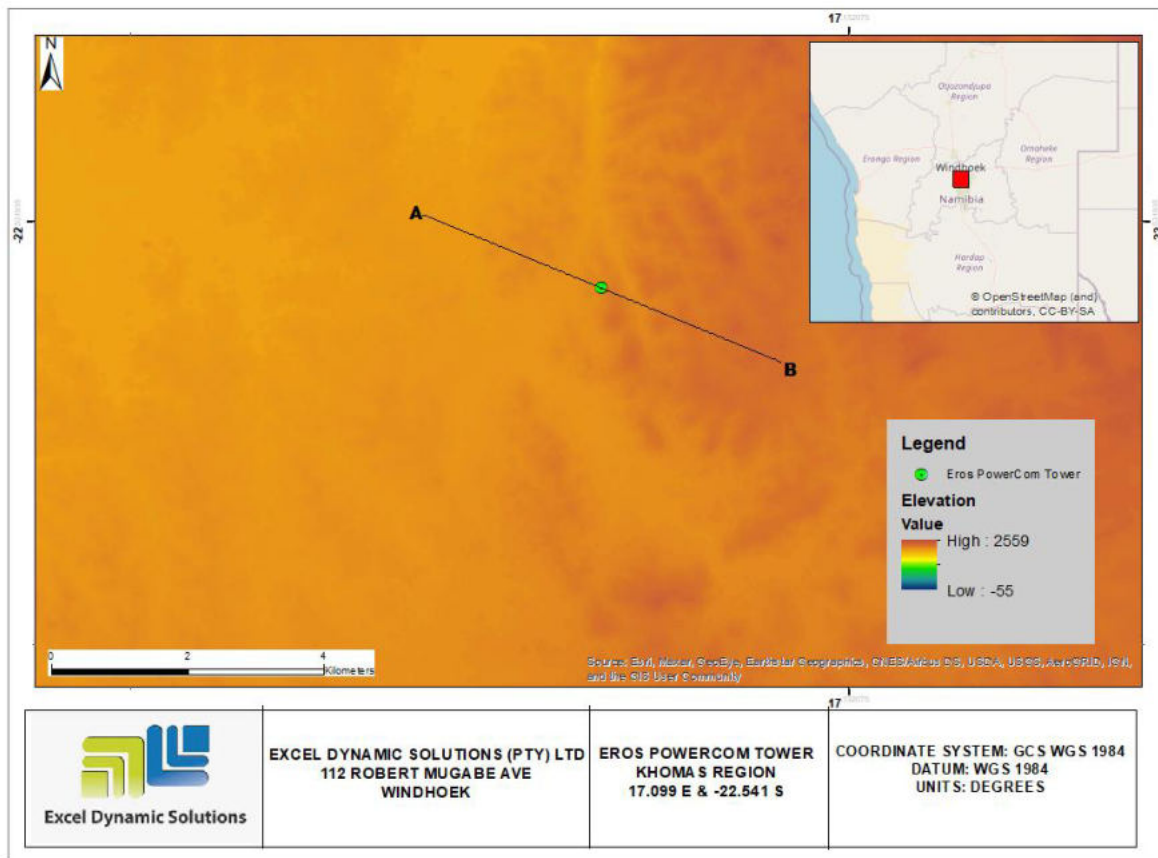 17
N
Otjozondjupa
Region
Erongo Region
Windhoek
Omaheke
Region
Namibia
A
-22
Hardap
Region
© OpenStreetMap (and)
contributors, CC-BY-SA
B
Legend
Eros PowerCom Tower
Elevation
Value
High : 2559
Low : -55
0 2 4
Kilometers
Source: Esri, Maxar, GeoEye, Earthstar Geographics, CNES/Airbus DS, USDA, USGS, AeroGRID, IGN,
and the GIS User Community
17
Excel Dynamic Solutions
EXCEL DYNAMIC SOLUTIONS (PTY) LTD
112 ROBERT MUGABE AVE
WINDHOEK
EROS POWERCOM TOWER
KHOMAS REGION
17.099 E & -22.541 S
COORDINATE SYSTEM: GCS WGS 1984
DATUM: WGS 1984
UNITS: DEGREES